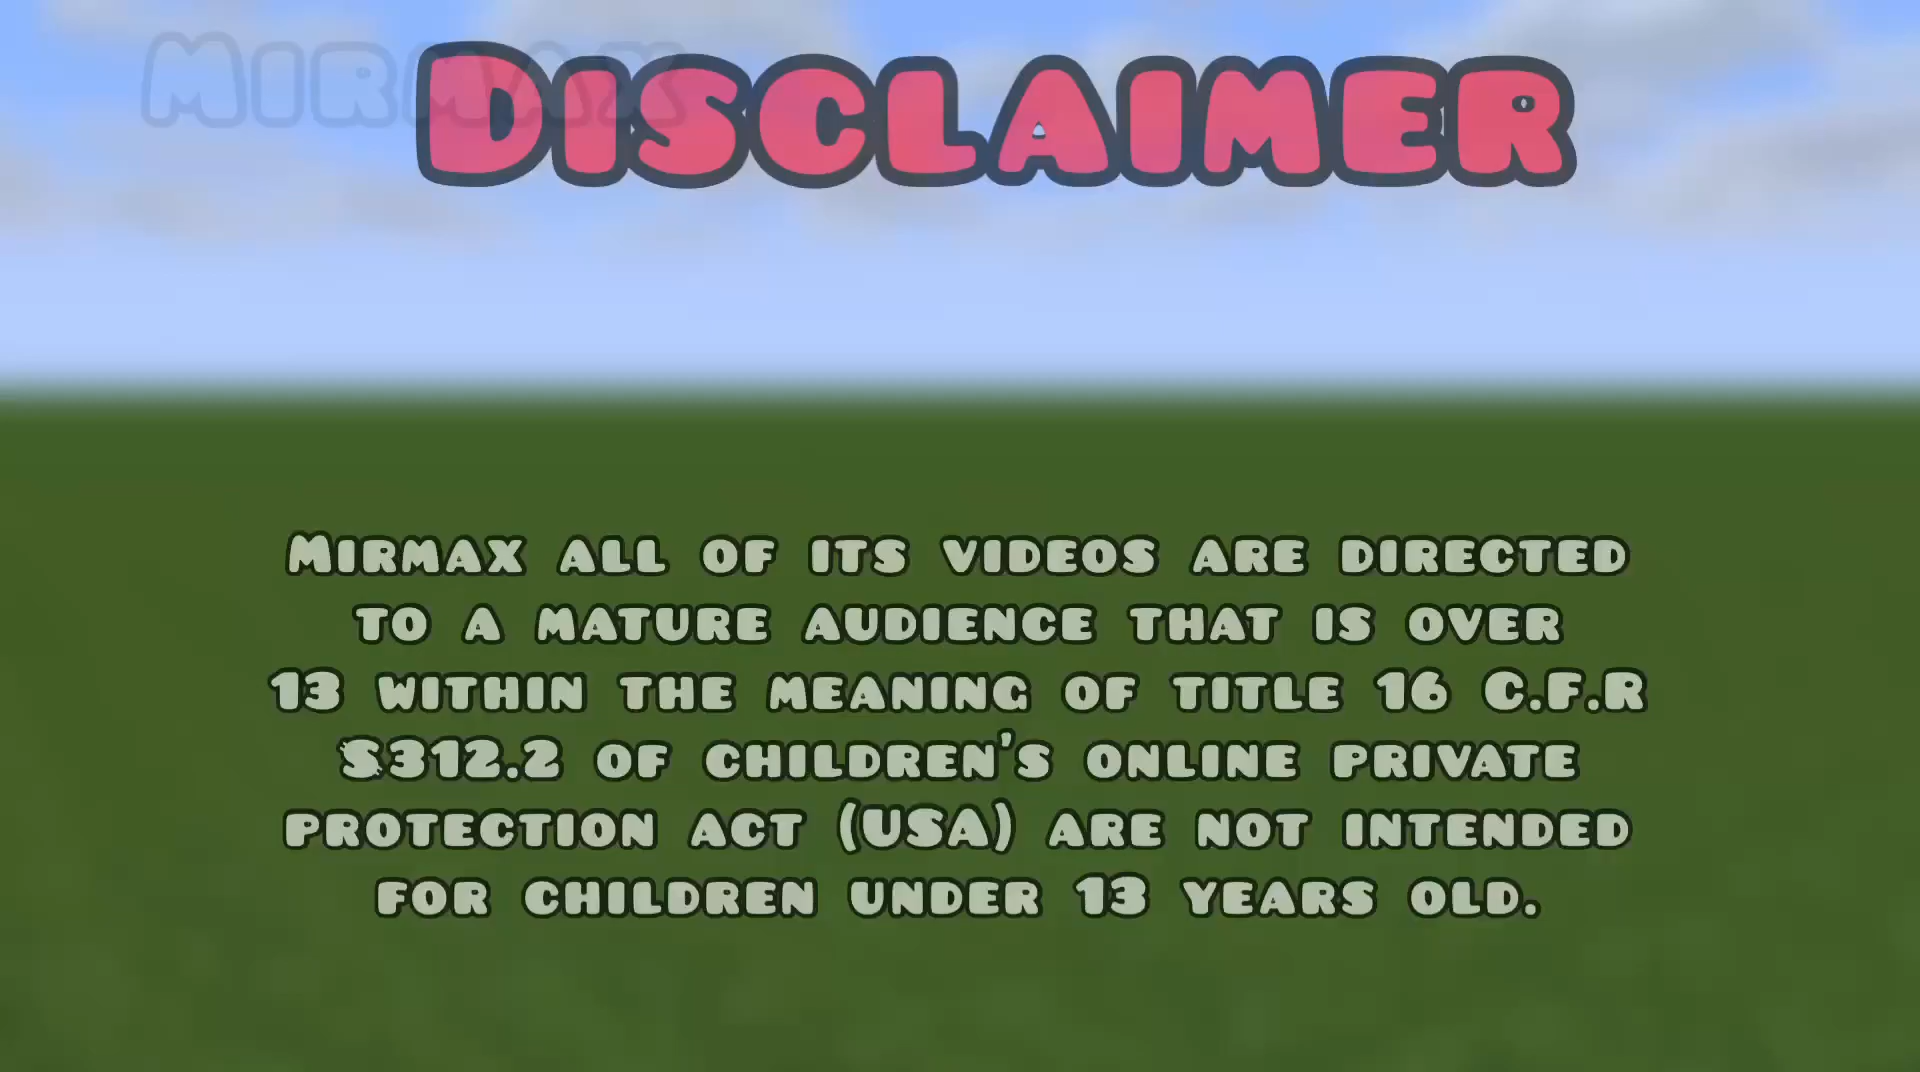 Mirmax
Disclaimer
Mirmax all of its videos are directed
to a mature audience that is over
13 within the meaning of title 16 C.F.R
$312.2 of children's online private
protection act (USA) are not intended
for children under 13 years old.